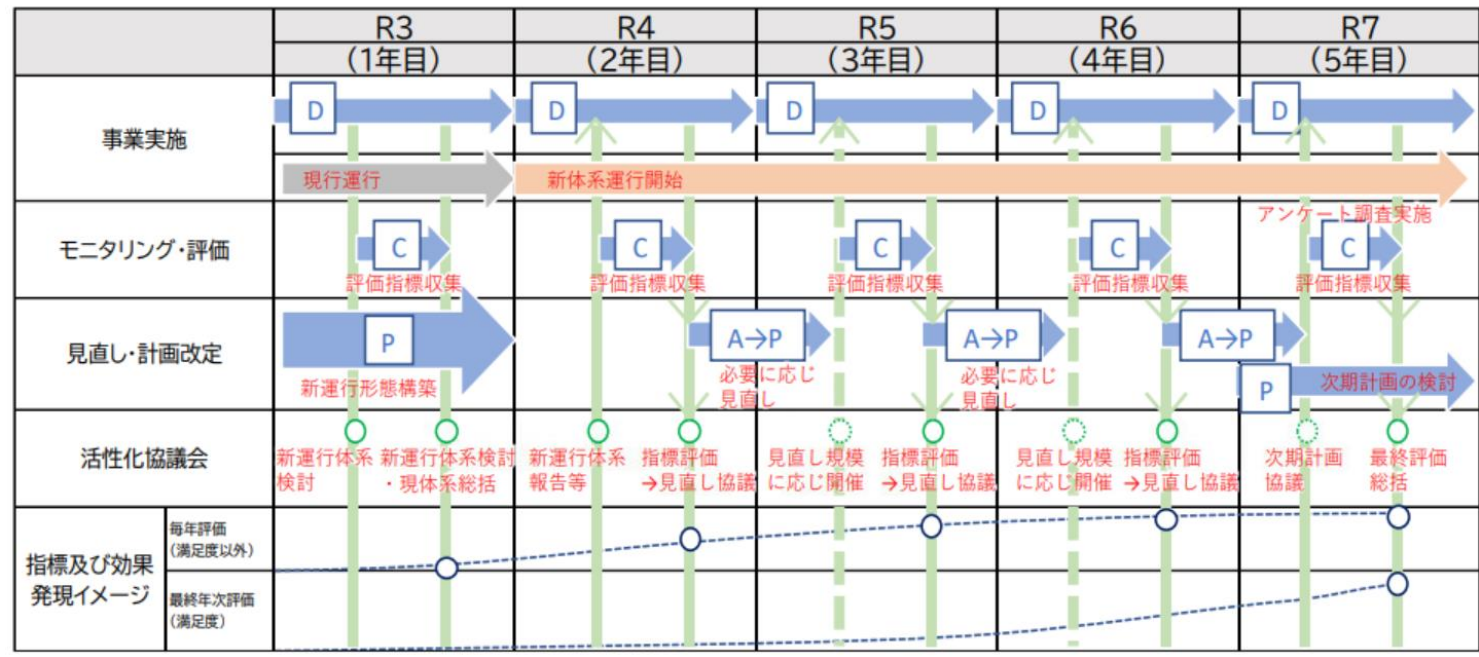 R3
R4
R5
R6
R7
(1年目)
(2年目)
(3年目)
(4年目)
(5年目)
事業実施
D
D
D
D
D
現行運行
新体系運行開始
モニタリング・評価
アンケート調査実施
C
C
C
C
C
評価指標収集
評価指標収集
評価指標収集
評価指標収集
評価指標収集
見直し・計画改定
P
新運行形態構築
A→P
必要に応じ
見直し
A→P
必要に応じ
見直し
A→P
P
次期計画の検討
活性化協議会
新運行体系
検討
新運行体系検討
・現体系総括
新運行体系
報告等
指標評価
→見直し協議
見直し規模
に応じ開催
指標評価
→見直し協議
見直し規模
に応じ開催
指標評価
→見直し協議
次期計画
協議
最終評価
総括
指標及び効果
発現イメージ
毎年評価
(満足度以外)
最終年次評価
(満足度)